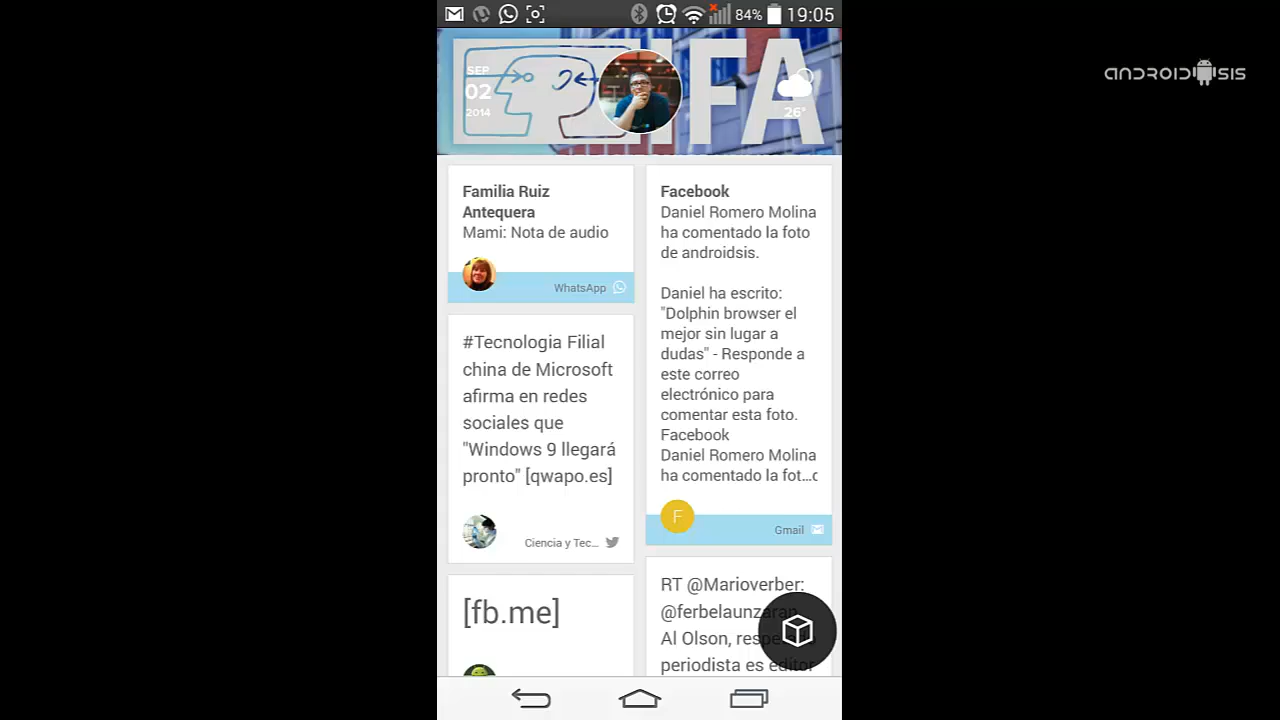 84% 19:05
ANDROIDSIS
IFA
SEP
02
2014
26°
Familia Ruiz
Antequera
Mami: Nota de audio
WhatsApp
#Tecnologia Filial
china de Microsoft
afirma en redes
sociales que
"Windows 9 llegará
pronto" [qwapo.es]
Ciencia y Tec...
[fb.me]
Facebook
Daniel Romero Molina
ha comentado la foto
de androidsis.
Daniel ha escrito:
"Dolphin browser el
mejor sin lugar a
dudas" - Responde a
este correo
electrónico para
comentar esta foto.
Facebook
Daniel Romero Molina
ha comentado la fot...c
F
Gmail
RT @Marioverber:
@ferbelaunzaran
Al Olson, respetado
periodista es editor